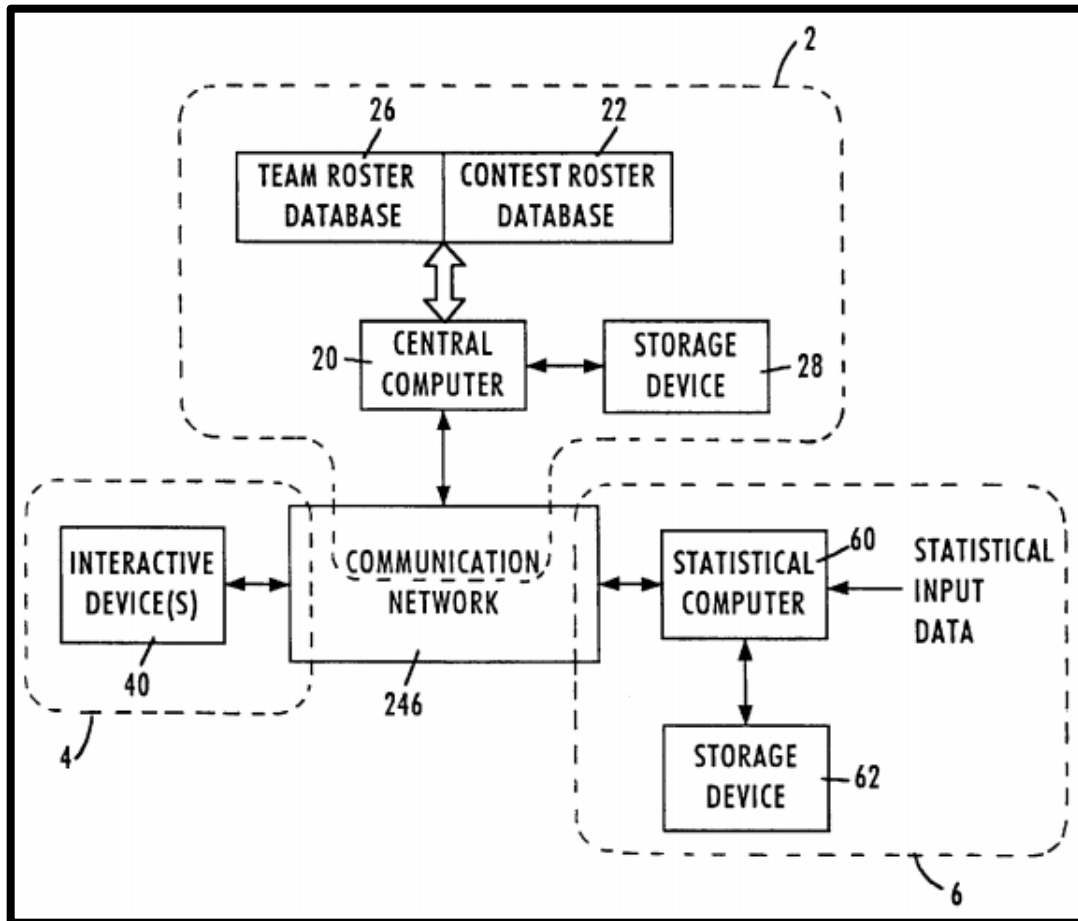 2
26
22
TEAM ROSTER
DATABASE
CONTEST ROSTER
DATABASE
20
CENTRAL
COMPUTER
STORAGE
DEVICE
28
INTERACTIVE
DEVICE(S)
40
4
COMMUNICATION
NETWORK
246
STATISTICAL
COMPUTER
60
STATISTICAL
INPUT
DATA
STORAGE
DEVICE
62
6